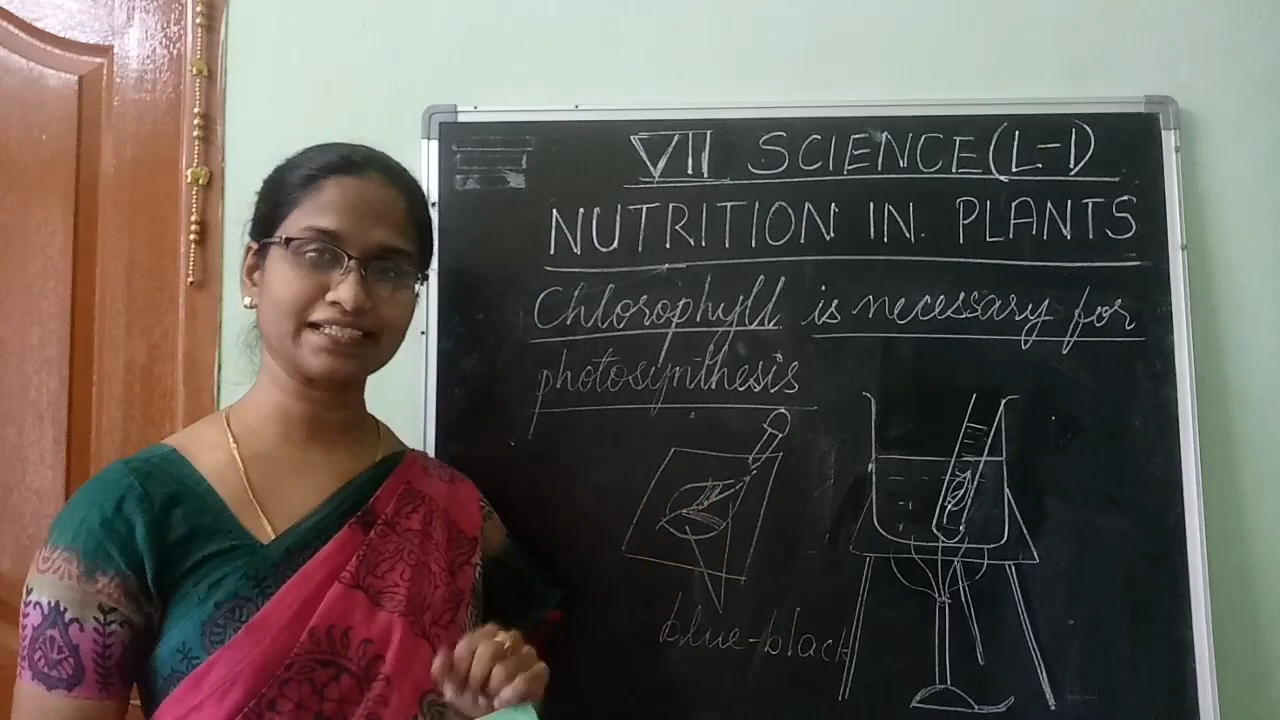 VII SCIENCE(L-1)
NUTRITION IN PLANTS
Chlorophyll is necessary for
photosynthesis
blue-black